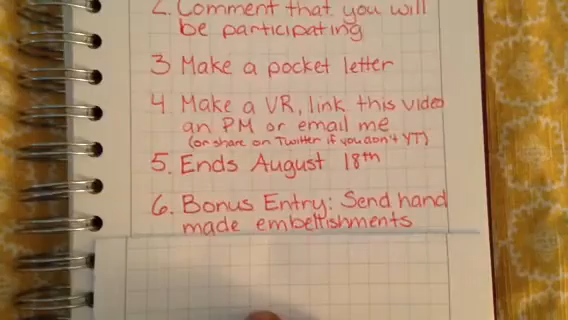 2. Comment that you will
be participating
3 Make a pocket letter
4 Make a VR, link this video
an PM or email me
(or share on Twitter if you don't YT)
5. Ends August 18th
6. Bonus Entry: Send hand
made embellishments